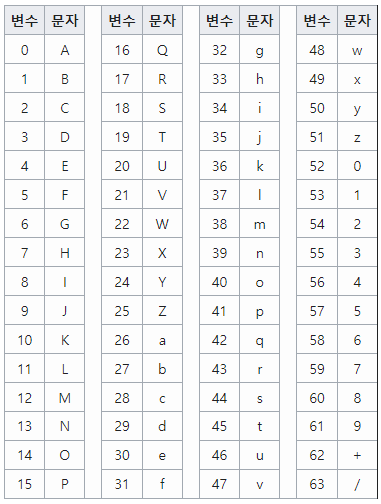 변수 문자 변수 문자 변수 문자 변수 문자
0 A 16 Q 32 g 48 w
1 B 17 R 33 h 49 x
2 C 18 S 34 i 50 y
3 D 19 T 35 j 51 z
4 E 20 U 36 k 52 0
5 F 21 V 37 l 53 1
6 G 22 W 38 m 54 2
7 H 23 X 39 n 55 3
8 I 24 Y 40 o 56 4
9 J 25 Z 41 p 57 5
10 K 26 a 42 q 58 6
11 L 27 b 43 r 59 7
12 M 28 c 44 s 60 8
13 N 29 d 45 t 61 9
14 O 30 e 46 u 62 +
15 P 31 f 47 v 63 /